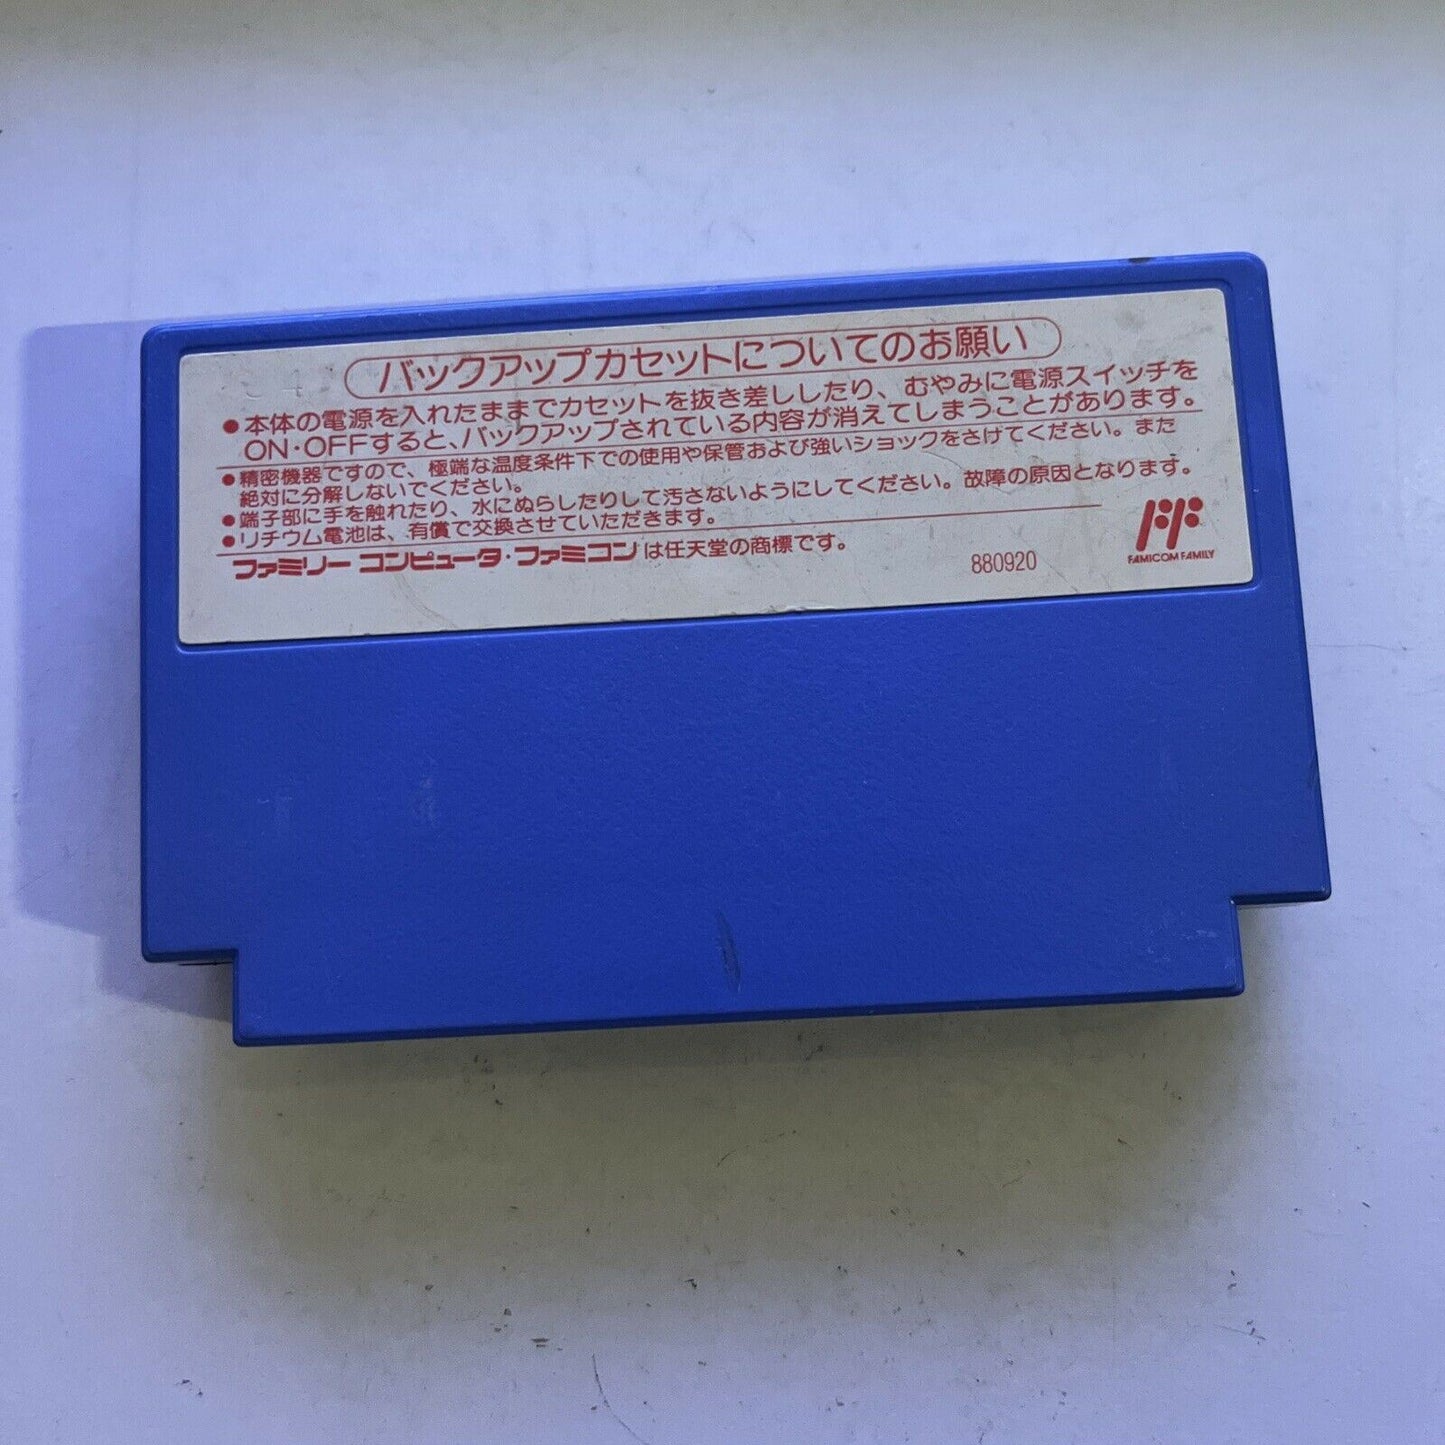 バックアップカセットについてのお願い
●本体の電源を入れたままでカセットを抜き差ししたり、むやみに電源スイッチを
ON・OFFすると、バックアップされている内容が消えてしまうことがあります。
●精密機器ですので、極端な温度条件下での使用や保管および強いショックをさけてください。また
絶対に分解しないでください。
●端子部に手を触れたり、水にぬらしたりして汚さないようにしてください。故障の原因となります。
●リチウム電池は、有償で交換させていただきます。
ファミリー コンピュータ・ファミコンは任天堂の商標です。
880920
FF
FAMICOM FAMILY